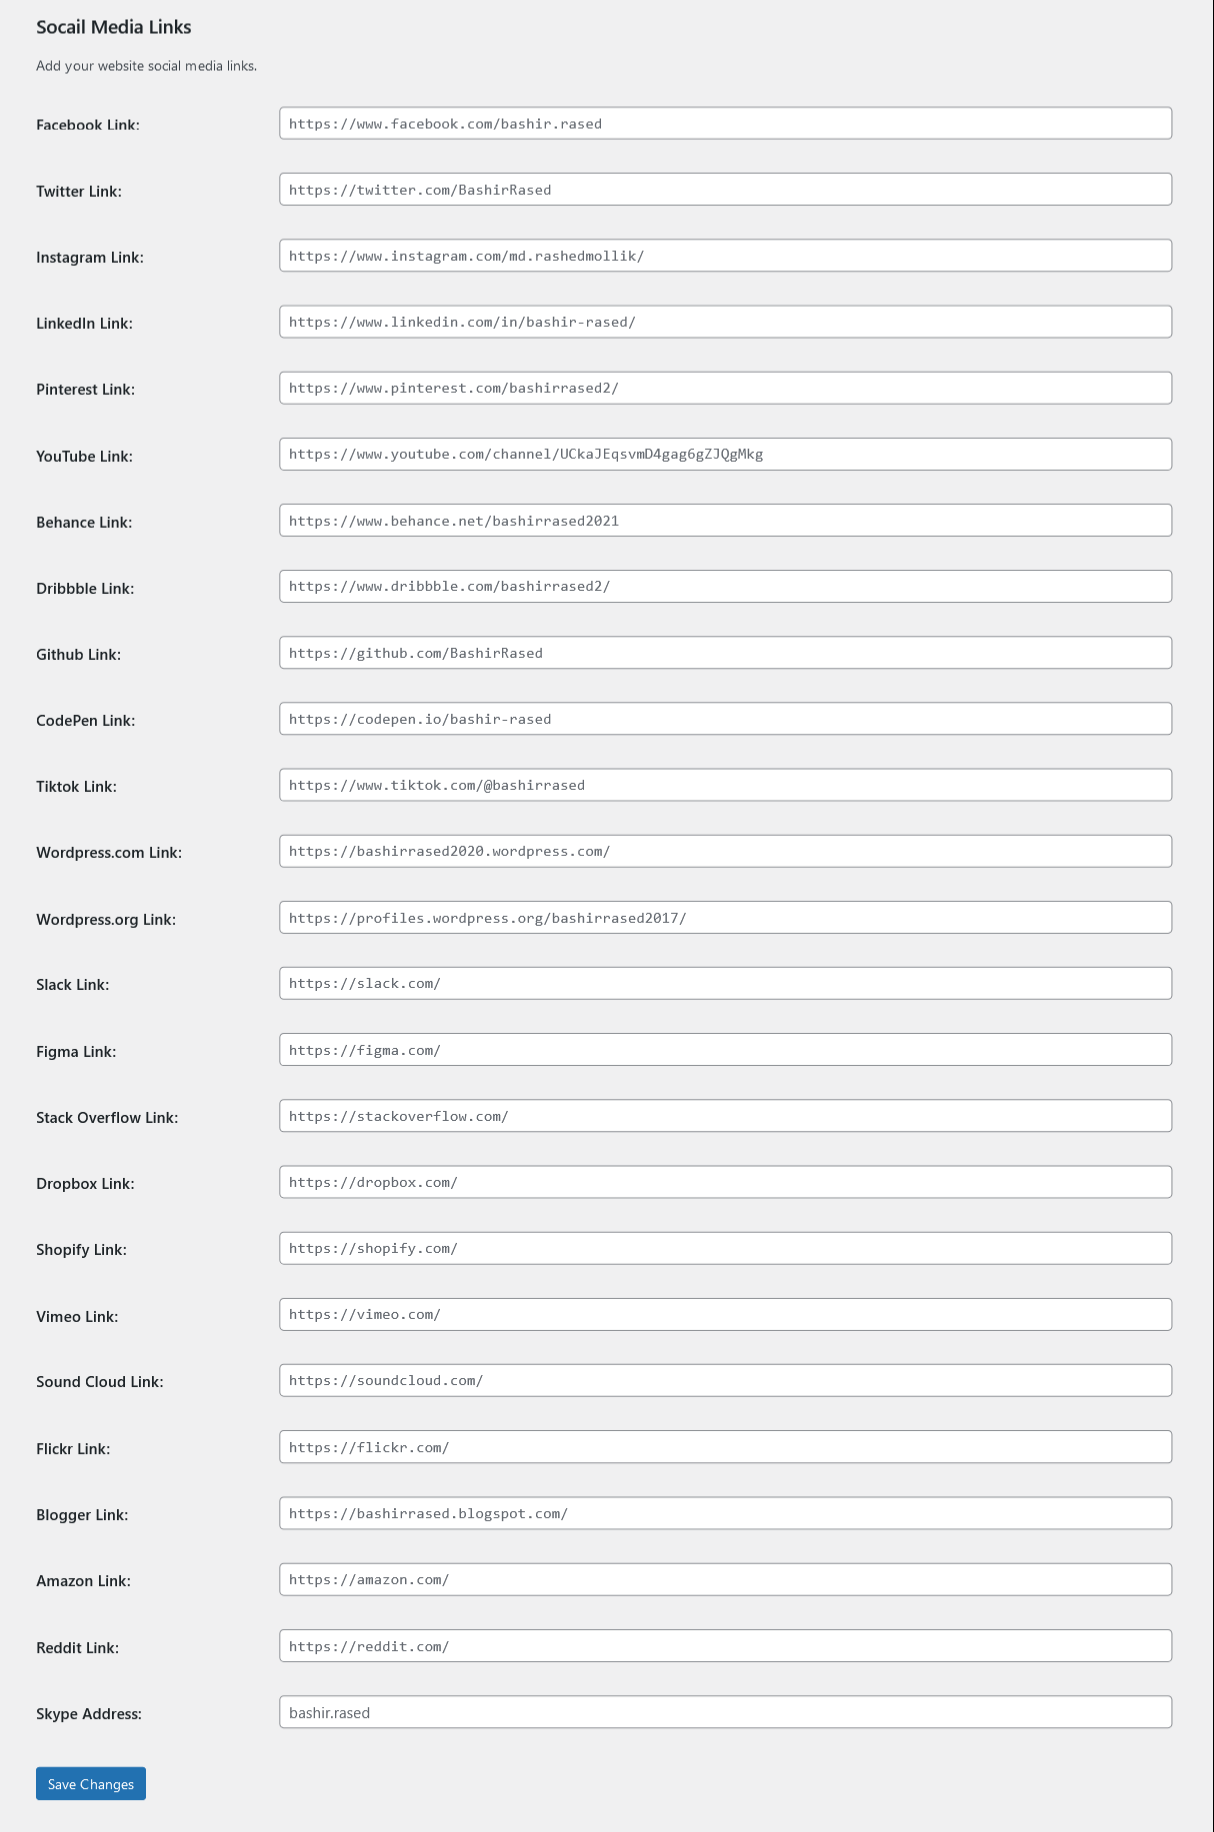 Socail Media Links
Add your website social media links.
Facebook Link: https://www.facebook.com/bashir.rased
Twitter Link: https://twitter.com/BashirRased
Instagram Link: https://www.instagram.com/md.rashedmollik/
LinkedIn Link: https://www.linkedin.com/in/bashir-rased/
Pinterest Link: https://www.pinterest.com/bashirrased2/
YouTube Link: https://www.youtube.com/channel/UCkaJEqsvmD4gag6gZJQgMkg
Behance Link: https://www.behance.net/bashirrased2021
Dribbble Link: https://www.dribbble.com/bashirrased2/
Github Link: https://github.com/BashirRased
CodePen Link: https://codepen.io/bashir-rased
Tiktok Link: https://www.tiktok.com/@bashirrased
Wordpress.com Link: https://bashirrased2020.wordpress.com/
Wordpress.org Link: https://profiles.wordpress.org/bashirrased2017/
Slack Link: https://slack.com/
Figma Link: https://figma.com/
Stack Overflow Link: https://stackoverflow.com/
Dropbox Link: https://dropbox.com/
Shopify Link: https://shopify.com/
Vimeo Link: https://vimeo.com/
Sound Cloud Link: https://soundcloud.com/
Flickr Link: https://flickr.com/
Blogger Link: https://bashirrased.blogspot.com/
Amazon Link: https://amazon.com/
Reddit Link: https://reddit.com/
Skype Address: bashir.rased
Save Changes